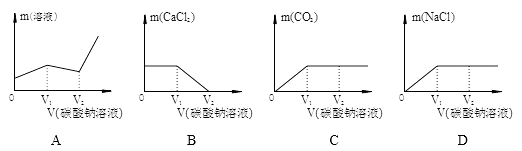 m(溶液)
0 V₁ V₂
V(碳酸钠溶液)
A
m(CaCl₂)
0 V₁ V₂
V(碳酸钠溶液)
B
m(CO₂)
0 V₁ V₂
V(碳酸钠溶液)
C
m(NaCl)
0 V₁ V₂
V(碳酸钠溶液)
D